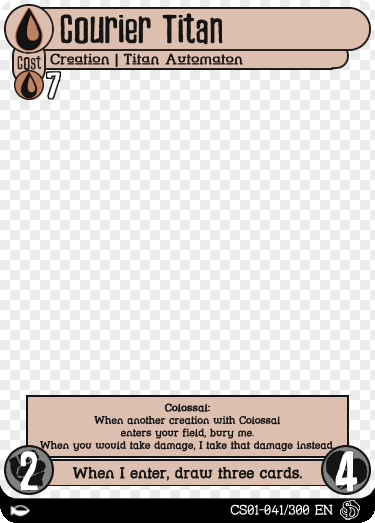 Courier Titan
Cost
Creation | Titan Automaton
7
Colossal:
When another creation with Colossal
enters your field, bury me.
When you would take damage, I take that damage instead.
2
When I enter, draw three cards.
4
CS01-041/300 EN